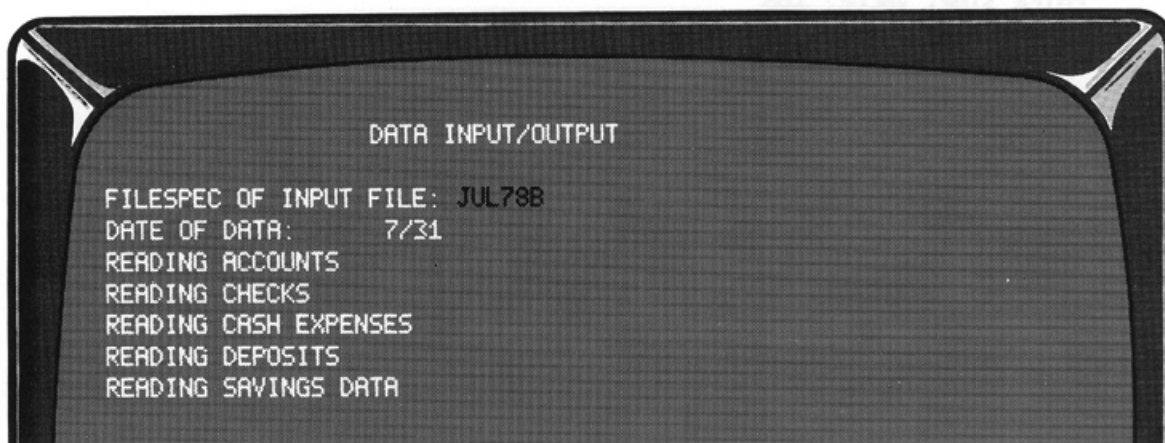 DATA INPUT/OUTPUT
FILESPEC OF INPUT FILE: JUL78B
DATE OF DATA: 7/31
READING ACCOUNTS
READING CHECKS
READING CASH EXPENSES
READING DEPOSITS
READING SAVINGS DATA